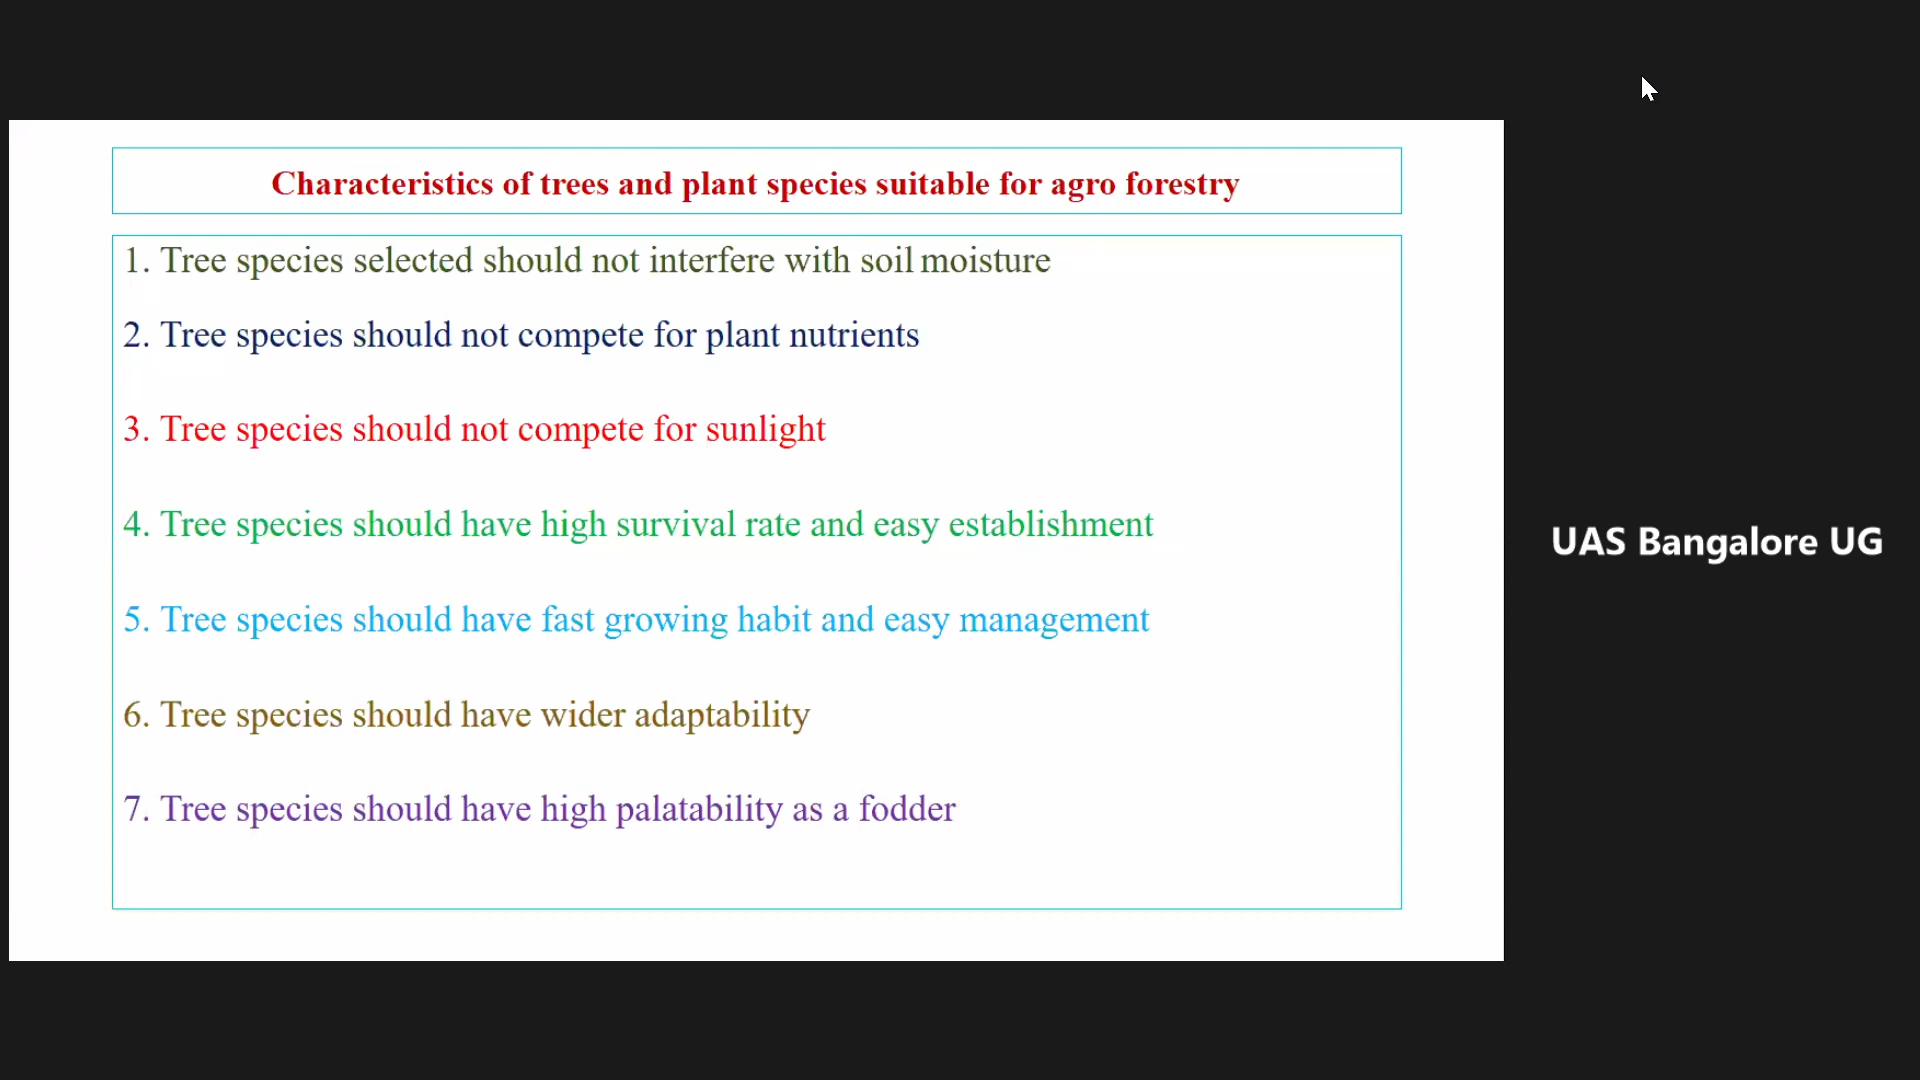 Characteristics of trees and plant species suitable for agro forestry
1. Tree species selected should not interfere with soil moisture
2. Tree species should not compete for plant nutrients
3. Tree species should not compete for sunlight
4. Tree species should have high survival rate and easy establishment
5. Tree species should have fast growing habit and easy management
6. Tree species should have wider adaptability
7. Tree species should have high palatability as a fodder
UAS Bangalore UG